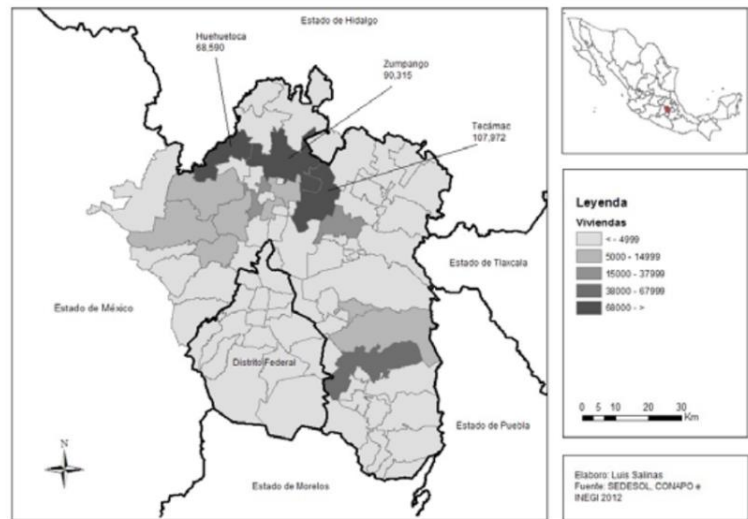 Estado de Hidalgo
Huehuetoca
68,590
Zumpango
90,315
Tecámac
107,972
Estado de Tlaxcala
Estado de México
Distrito Federal
Estado de Puebla
Estado de Morelos
N
Leyenda
Viviendas
< - 4999
5000 - 14999
15000 - 37999
38000 - 67999
68000 - >
0 5 10 20 30
Km
Elaboro: Luis Salinas
Fuente: SEDESOL, CONAPO e
INEGI 2012